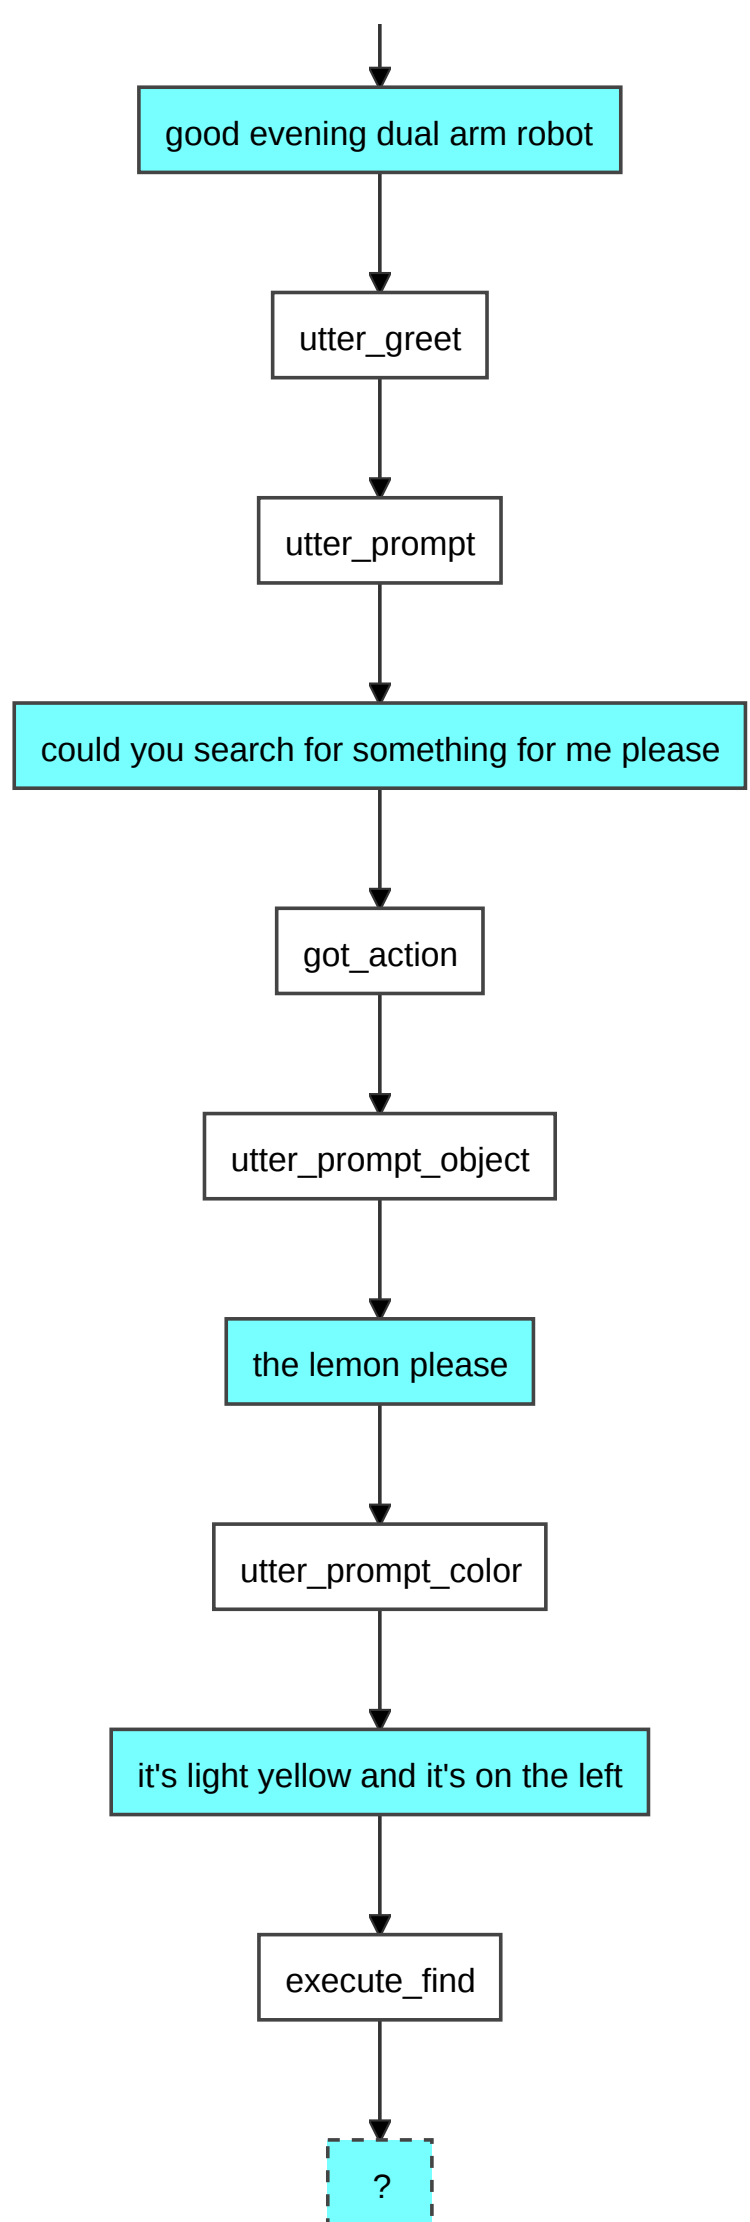 good evening dual arm robot
utter_greet
utter_prompt
could you search for something for me please
got_action
utter_prompt_object
the lemon please
utter_prompt_color
it's light yellow and it's on the left
execute_find
?